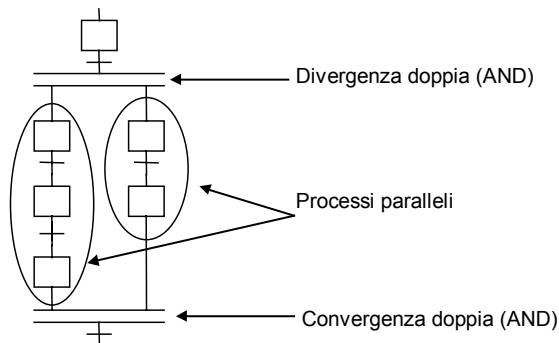 Divergenza doppia (AND)
Processi paralleli
Convergenza doppia (AND)